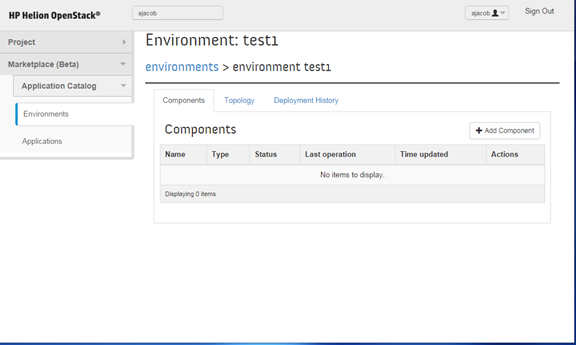 HP Helion OpenStack®
ajacob
ajacob
Sign Out
Project
Marketplace (Beta)
Application Catalog
Environments
Applications
Environment: test1
environments > environment test1
Components Topology Deployment History
Components
+ Add Component
Name Type Status Last operation Time updated Actions
No items to display.
Displaying 0 items